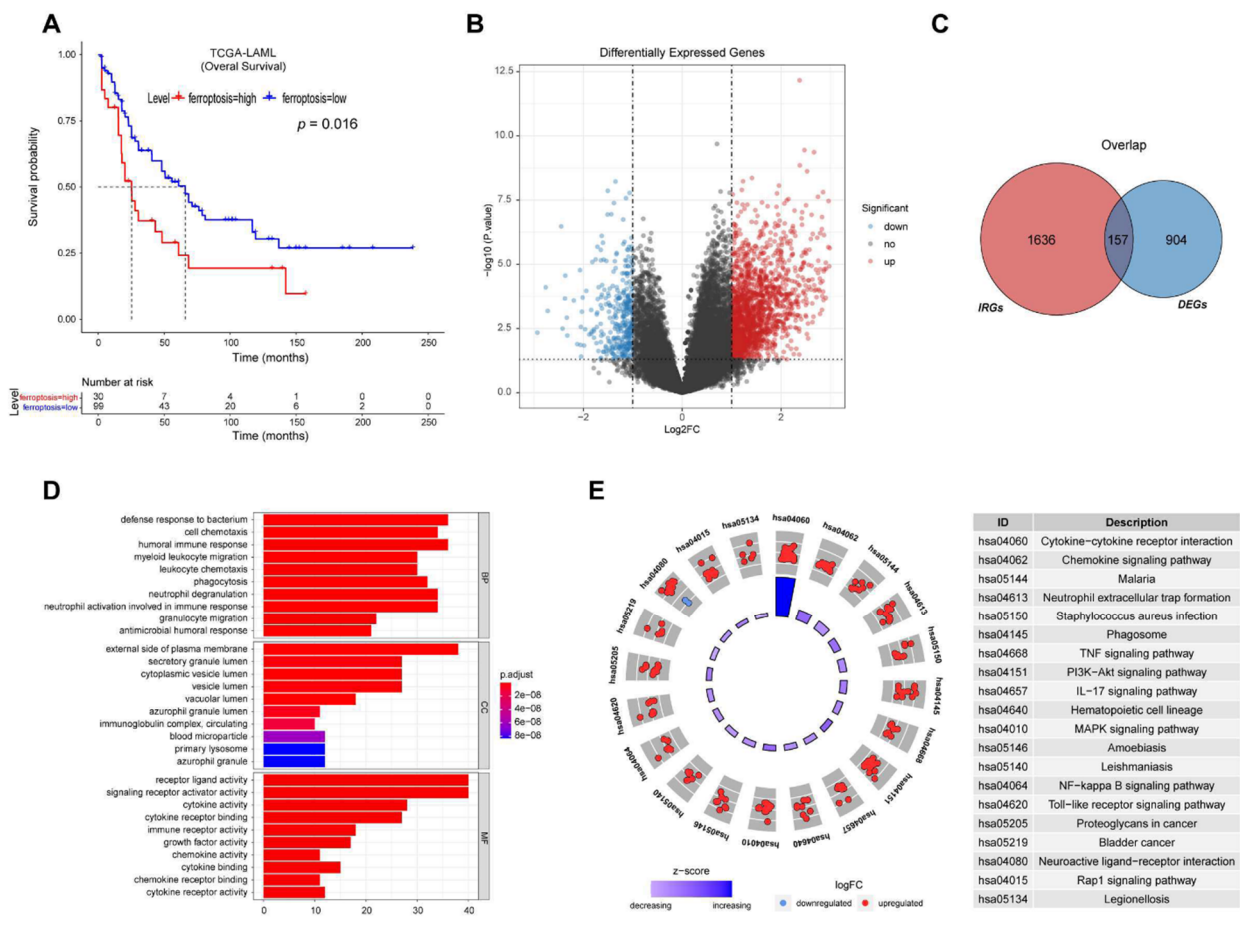 A
TCGA-LAML
(Overal Survival)
Level ferroptosis=high ferroptosis=low
p = 0.016
Survival probability
1.00
0.75
0.50
0.25
0.00
0 50 100 150 200 250
Time (months)
Number at risk
Level
ferroptosis=high 30 7 4 1 0 0
ferroptosis=low 99 43 20 6 2 0
0 50 100 150 200 250
Time (months)
B
Differentially Expressed Genes
−log10 (P.value)
12.5
10.0
7.5
5.0
2.5
0.0
−2 0 2
Log2FC
Significant
down
no
up
C
Overlap
1636 157 904
IRGs
DEGs
D
defense response to bacterium
cell chemotaxis
humoral immune response
myeloid leukocyte migration
leukocyte chemotaxis
phagocytosis
neutrophil degranulation
neutrophil activation involved in immune response
granulocyte migration
antimicrobial humoral response
BP
external side of plasma membrane
secretory granule lumen
cytoplasmic vesicle lumen
vesicle lumen
vacuolar lumen
azurophil granule lumen
immunoglobulin complex, circulating
blood microparticle
primary lysosome
azurophil granule
CC
receptor ligand activity
signaling receptor activator activity
cytokine activity
cytokine receptor binding
immune receptor activity
growth factor activity
chemokine activity
cytokine binding
chemokine receptor binding
cytokine receptor activity
MF
0 10 20 30 40
p.adjust
2e−08
4e−08
6e−08
8e−08
E
hsa04060
hsa04062
hsa05144
hsa04613
hsa05150
hsa04145
hsa04668
hsa04151
hsa04657
hsa04640
hsa04010
hsa05146
hsa05140
hsa04064
hsa04620
hsa05205
hsa05219
hsa04080
hsa04015
hsa05134
z−score
decreasing increasing
logFC
downregulated upregulated
ID Description
hsa04060 Cytokine−cytokine receptor interaction
hsa04062 Chemokine signaling pathway
hsa05144 Malaria
hsa04613 Neutrophil extracellular trap formation
hsa05150 Staphylococcus aureus infection
hsa04145 Phagosome
hsa04668 TNF signaling pathway
hsa04151 PI3K−Akt signaling pathway
hsa04657 IL−17 signaling pathway
hsa04640 Hematopoietic cell lineage
hsa04010 MAPK signaling pathway
hsa05146 Amoebiasis
hsa05140 Leishmaniasis
hsa04064 NF−kappa B signaling pathway
hsa04620 Toll−like receptor signaling pathway
hsa05205 Proteoglycans in cancer
hsa05219 Bladder cancer
hsa04080 Neuroactive ligand−receptor interaction
hsa04015 Rap1 signaling pathway
hsa05134 Legionellosis